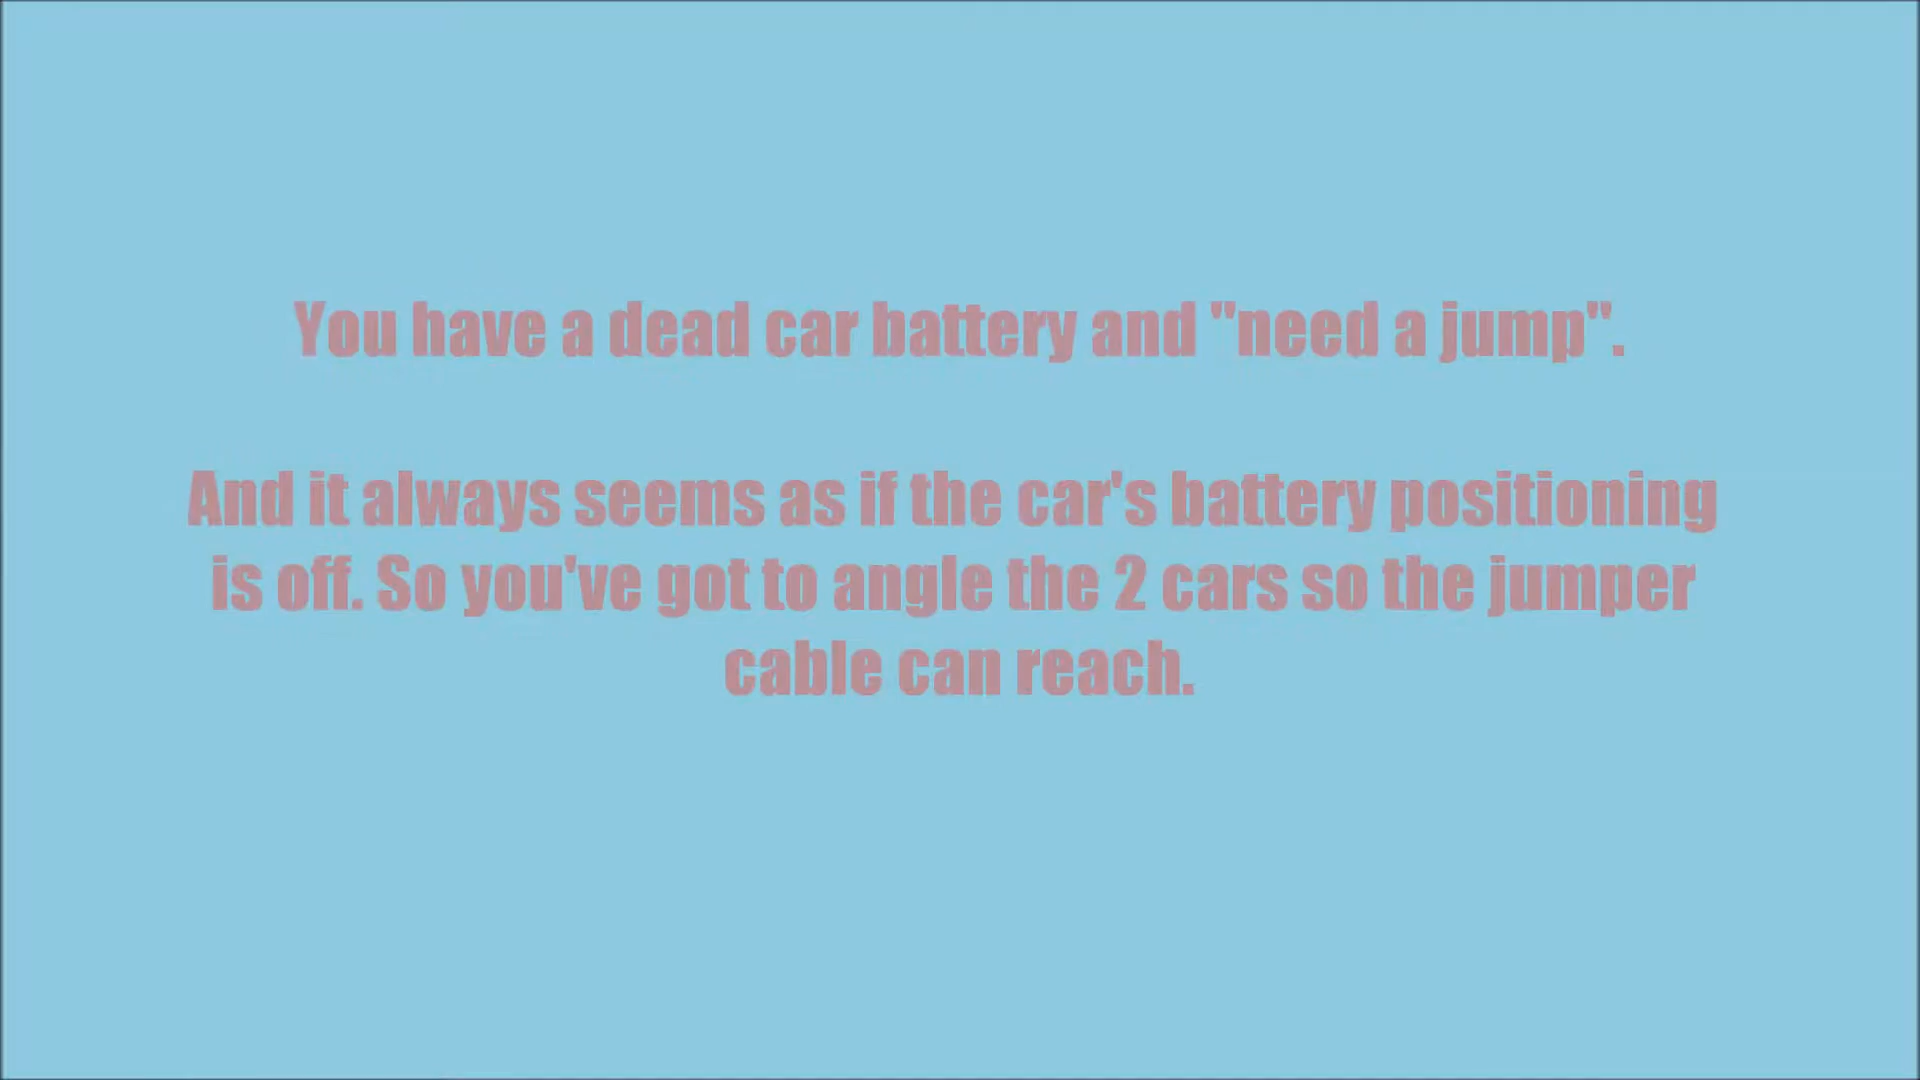 You have a dead car battery and "need a jump".
And it always seems as if the car's battery positioning
is off. So you've got to angle the 2 cars so the jumper
cable can reach.